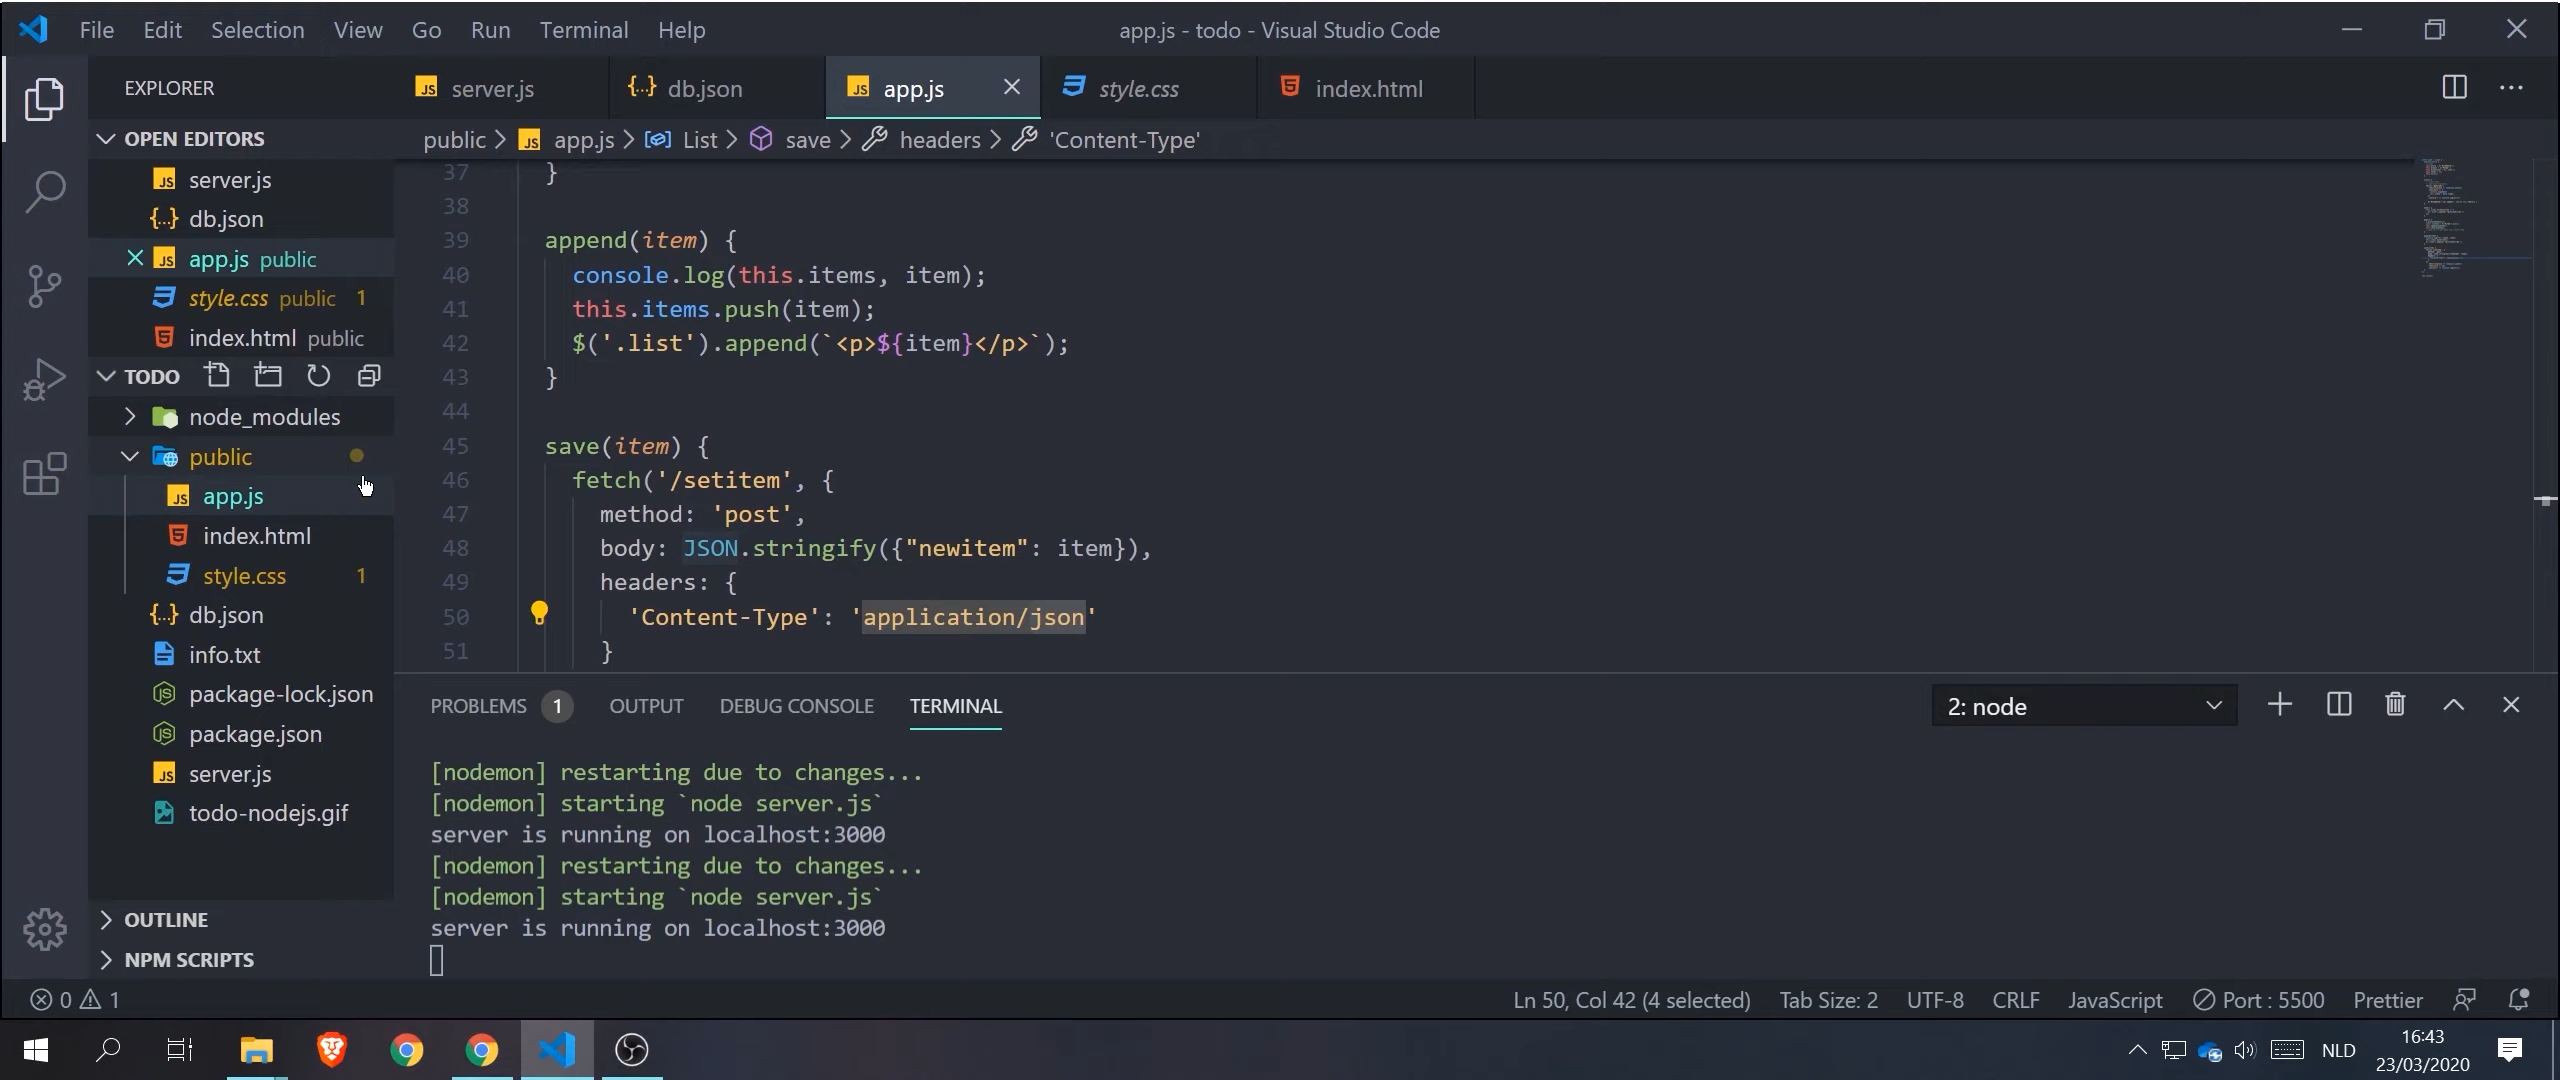 File Edit Selection View Go Run Terminal Help app.js - todo - Visual Studio Code
EXPLORER
server.js db.json app.js style.css index.html
OPEN EDITORS
server.js
db.json
app.js public
style.css public 1
index.html public
TODO
node_modules
public
app.js
index.html
style.css 1
db.json
info.txt
package-lock.json
package.json
server.js
todo-nodejs.gif
OUTLINE
NPM SCRIPTS
public > app.js > List > save > headers > 'Content-Type'
37 }
38
39 append(item) {
40 console.log(this.items, item);
41 this.items.push(item);
42 $('.list').append(`<p>${item}</p>`);
43 }
44
45 save(item) {
46 fetch('/setitem', {
47 method: 'post',
48 body: JSON.stringify({"newitem": item}),
49 headers: {
50 'Content-Type': 'application/json'
51 }
PROBLEMS 1 OUTPUT DEBUG CONSOLE TERMINAL 2: node
[nodemon] restarting due to changes...
[nodemon] starting `node server.js`
server is running on localhost:3000
[nodemon] restarting due to changes...
[nodemon] starting `node server.js`
server is running on localhost:3000
0 1 Ln 50, Col 42 (4 selected) Tab Size: 2 UTF-8 CRLF JavaScript Port : 5500 Prettier
NLD 16:43
23/03/2020